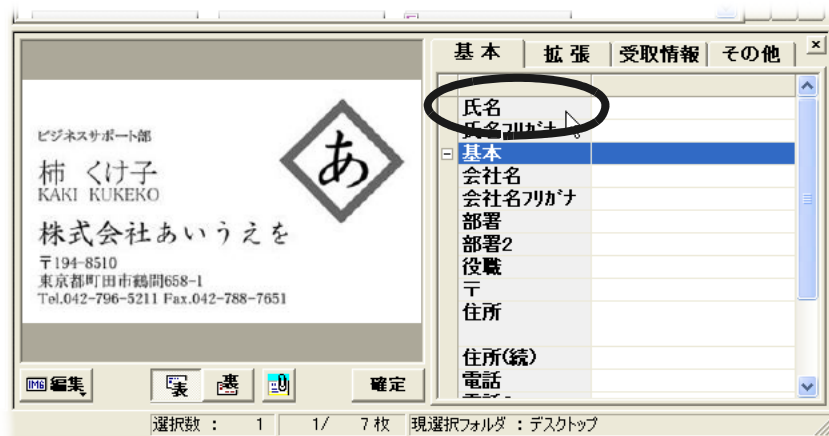 基本 拡張 受取情報 その他
氏名
氏名フリガナ
基本
会社名
会社名フリガナ
部署
部署2
役職
〒
住所
住所(続)
電話
ビジネスサポート部
あ
柿 くけ子
KAKI KUKEKO
株式会社あいうえを
〒194-8510
東京都町田市鶴間658-1
Tel.042-796-5211 Fax.042-788-7651
IMG 編集 表 裏 確定
選択数 : 1 1/ 7枚 現選択フォルダ : デスクトップ